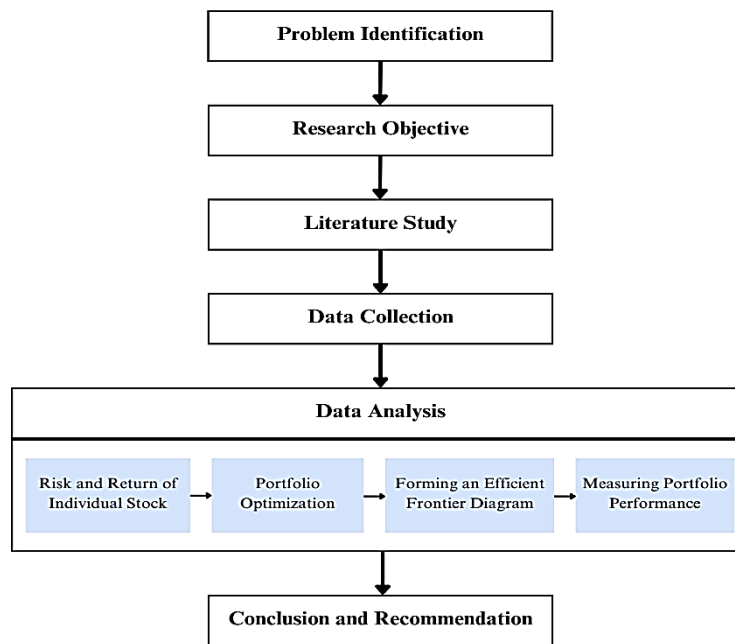 Problem Identification
Research Objective
Literature Study
Data Collection
Data Analysis
Risk and Return of
Individual Stock
Portfolio
Optimization
Forming an Efficient
Frontier Diagram
Measuring Portfolio
Performance
Conclusion and Recommendation